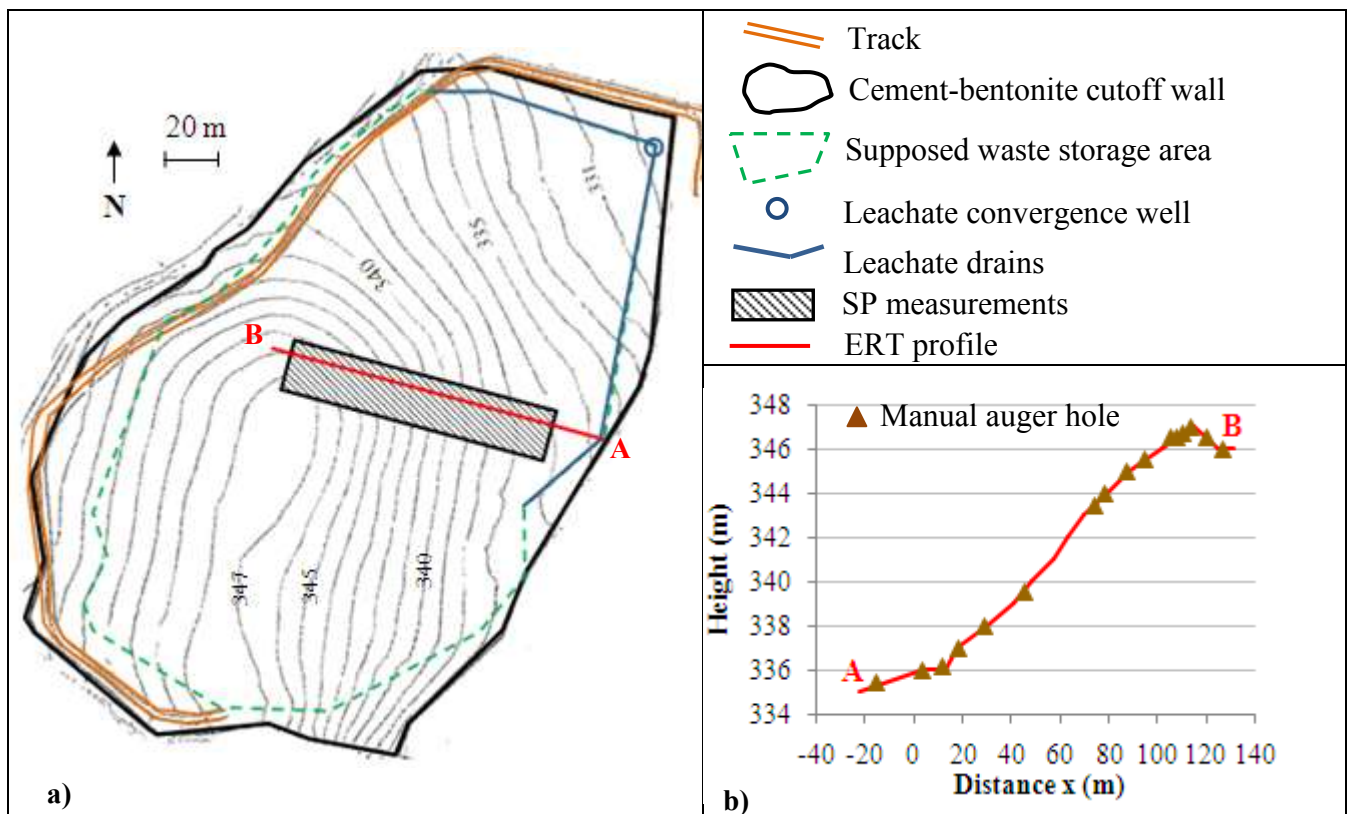 20 m
N
331
335
340
B
A
347
345
340
a)
Track
Cement-bentonite cutoff wall
Supposed waste storage area
Leachate convergence well
Leachate drains
SP measurements
ERT profile
348
346
344
342
340
338
336
334
Height (m)
Manual auger hole
A
B
-40 -20 0 20 40 60 80 100 120 140
Distance x (m)
b)